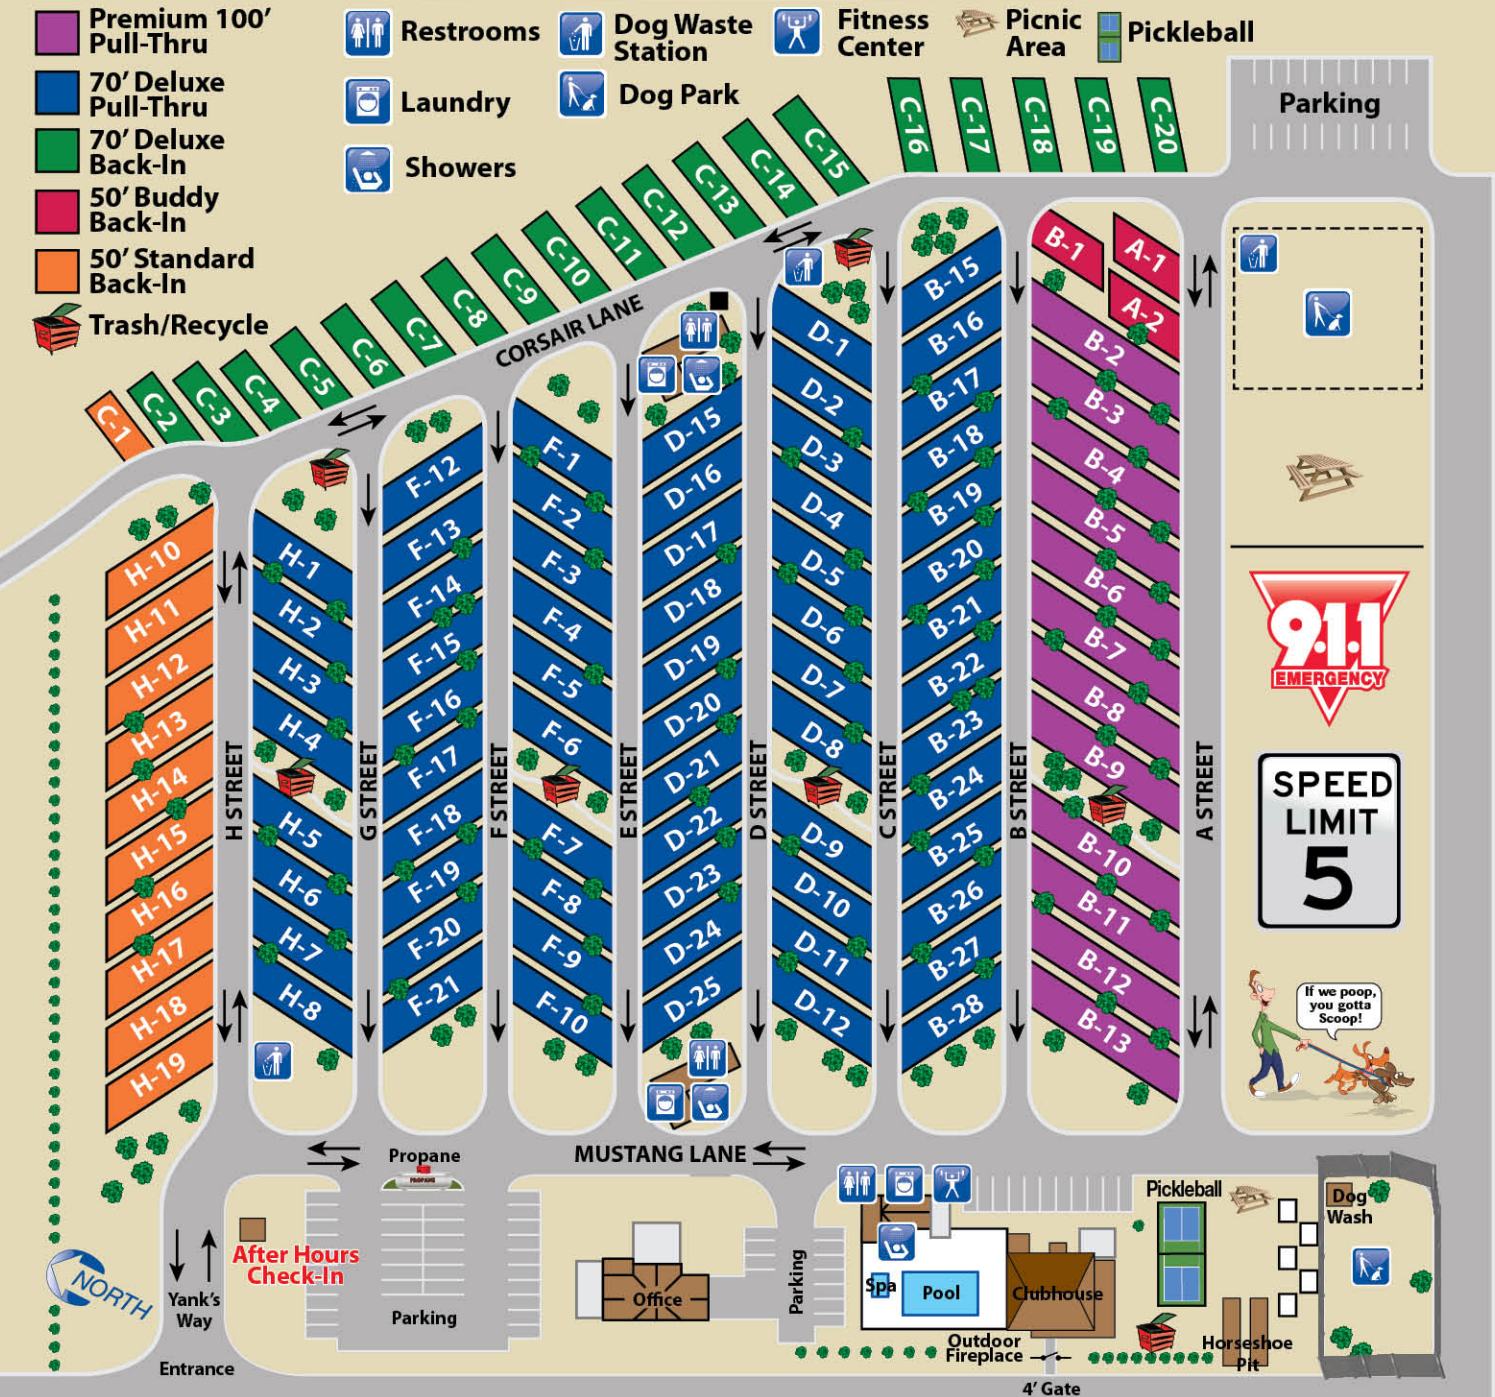 Premium 100′
Pull-Thru
70′ Deluxe
Pull-Thru
70′ Deluxe
Back-In
50′ Buddy
Back-In
50′ Standard
Back-In
Trash/Recycle
Restrooms
Laundry
Showers
Dog Waste
Station
Dog Park
Fitness
Center
Picnic
Area
Pickleball
Parking
C-1
C-2
C-3
C-4
C-5
C-6
C-7
C-8
C-9
C-10
C-11
C-12
C-13
C-14
C-15
C-16
C-17
C-18
C-19
C-20
CORSAIR LANE
H-10
H-11
H-12
H-13
H-14
H-15
H-16
H-17
H-18
H-19
H STREET
H-1
H-2
H-3
H-4
H-5
H-6
H-7
H-8
G STREET
F-12
F-13
F-14
F-15
F-16
F-17
F-18
F-19
F-20
F-21
F STREET
F-1
F-2
F-3
F-4
F-5
F-6
F-7
F-8
F-9
F-10
E STREET
D-15
D-16
D-17
D-18
D-19
D-20
D-21
D-22
D-23
D-24
D-25
D STREET
D-1
D-2
D-3
D-4
D-5
D-6
D-7
D-8
D-9
D-10
D-11
D-12
C STREET
B-15
B-16
B-17
B-18
B-19
B-20
B-21
B-22
B-23
B-24
B-25
B-26
B-27
B-28
B STREET
B-1
A-1
A-2
B-2
B-3
B-4
B-5
B-6
B-7
B-8
B-9
B-10
B-11
B-12
B-13
A STREET
9·1·1
EMERGENCY
SPEED
LIMIT
5
If we poop,
you gotta
Scoop!
MUSTANG LANE
Propane
PROPANE
After Hours
Check-In
NORTH
Yank's
Way
Entrance
Parking
Office
Parking
K
Spa
Pool
Clubhouse
Outdoor
Fireplace
4′ Gate
Pickleball
Horseshoe
Pit
Dog
Wash